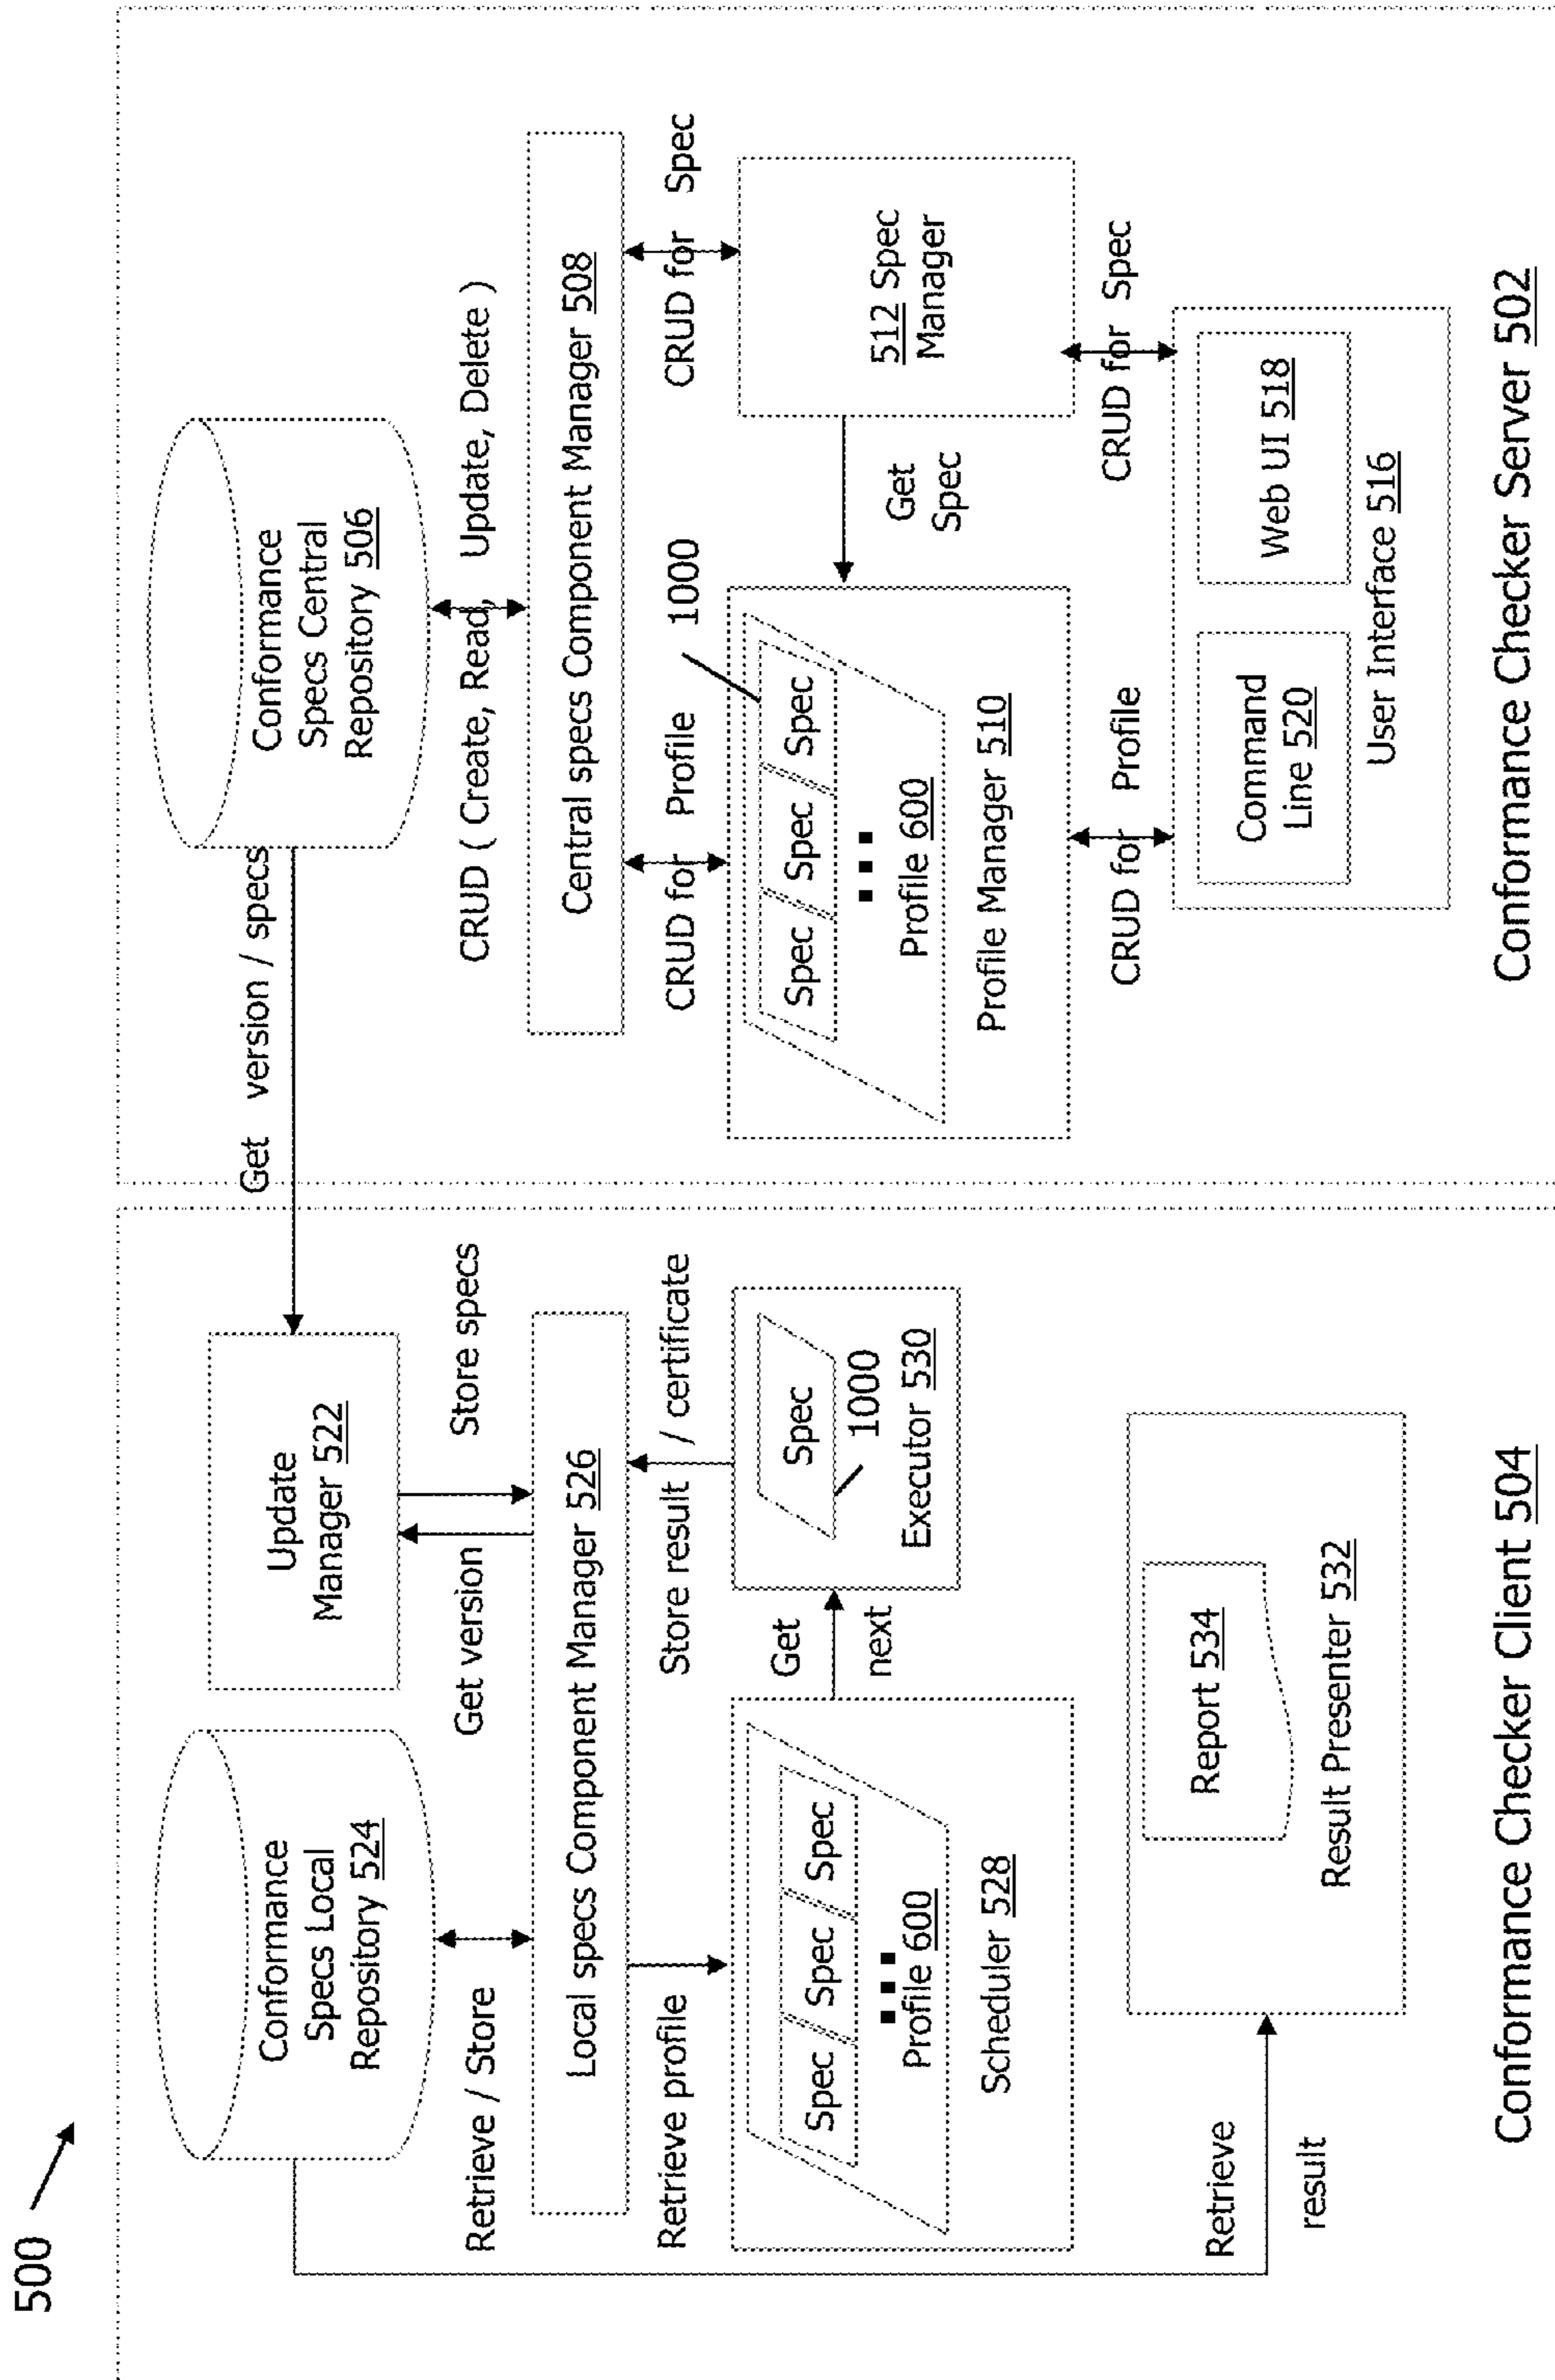 500
Conformance
Specs Local
Repository 524
Update
Manager 522
Get version / specs
Conformance
Specs Central
Repository 506
Retrieve / Store
Get version
Store specs
CRUD ( Create, Read, Update, Delete )
Local specs Component Manager 526
Central specs Component Manager 508
Retrieve profile
Store result / certificate
CRUD for Profile
1000
CRUD for Spec
Spec Spec Spec
Profile 600
Scheduler 528
Get
next
Spec
1000
Executor 530
Spec Spec Spec
Profile 600
Profile Manager 510
Get
Spec
512 Spec
Manager
Retrieve
result
Report 534
Result Presenter 532
CRUD for Profile
CRUD for Spec
Command
Line 520
Web UI 518
User Interface 516
Conformance Checker Client 504
Conformance Checker Server 502